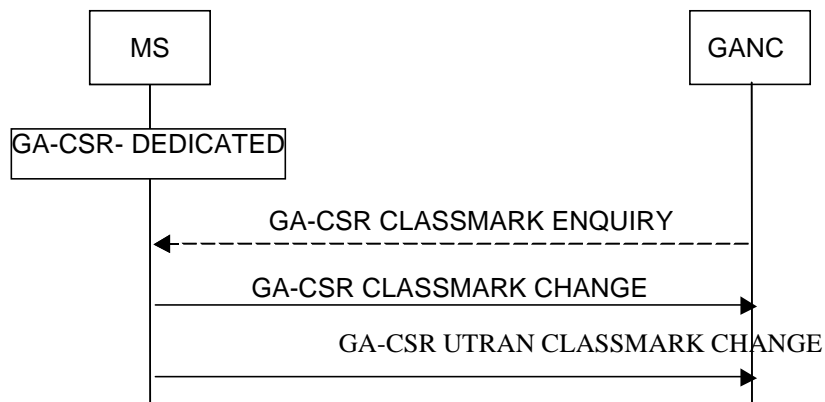 MS
GANC
GA-CSR- DEDICATED
GA-CSR CLASSMARK ENQUIRY
GA-CSR CLASSMARK CHANGE
GA-CSR UTRAN CLASSMARK CHANGE